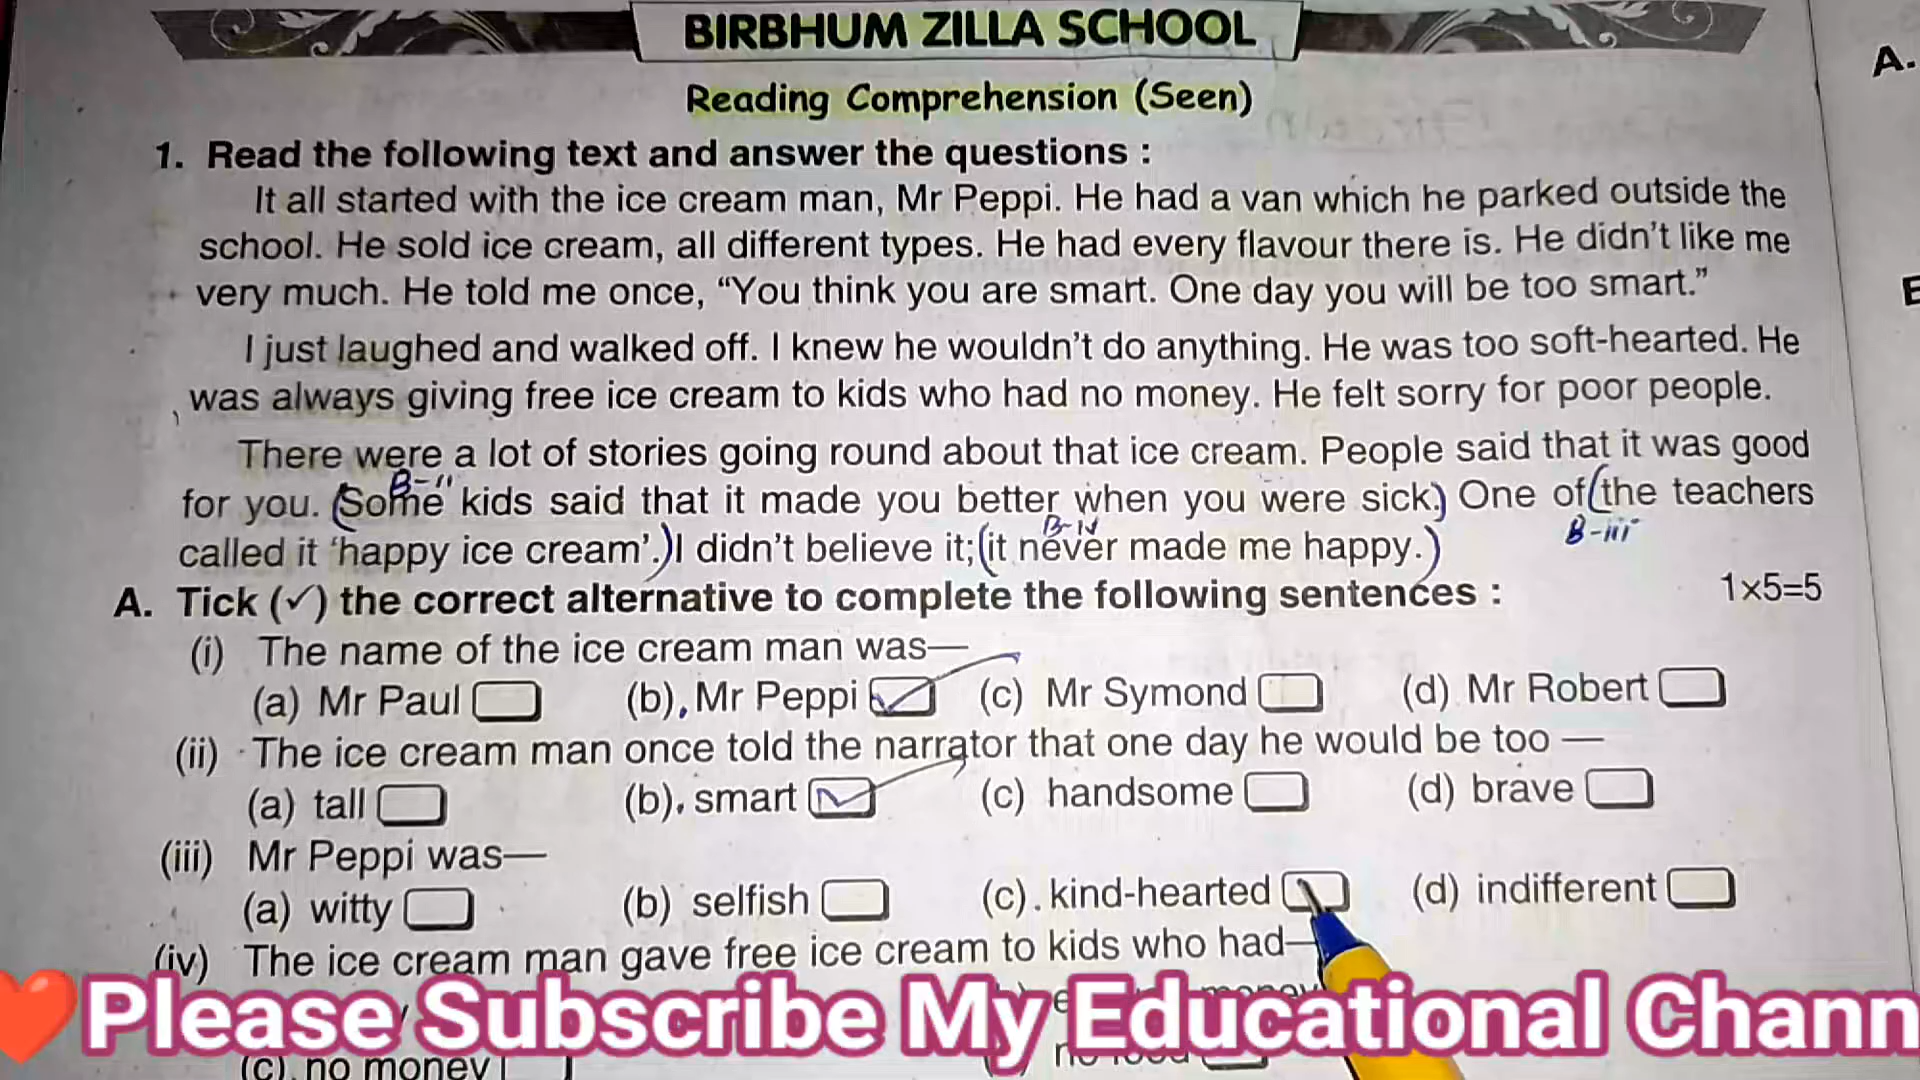 BIRBHUM ZILLA SCHOOL
Reading Comprehension (Seen)
A.
1. Read the following text and answer the questions :
It all started with the ice cream man, Mr Peppi. He had a van which he parked outside the
school. He sold ice cream, all different types. He had every flavour there is. He didn't like me
very much. He told me once, “You think you are smart. One day you will be too smart.”
I just laughed and walked off. I knew he wouldn't do anything. He was too soft-hearted. He
was always giving free ice cream to kids who had no money. He felt sorry for poor people.
There were a lot of stories going round about that ice cream. People said that it was good
B-ii
for you. (Some kids said that it made you better when you were sick.) One of (the teachers
B-iv B-iii
called it ‘happy ice cream’.) I didn't believe it; (it never made me happy.)
A. Tick (✓) the correct alternative to complete the following sentences : 1×5=5
(i) The name of the ice cream man was—
(a) Mr Paul (b) Mr Peppi ✓ (c) Mr Symond (d) Mr Robert
(ii) The ice cream man once told the narrator that one day he would be too —
(a) tall (b) smart ✓ (c) handsome (d) brave
(iii) Mr Peppi was—
(a) witty (b) selfish (c) kind-hearted (d) indifferent
(iv) The ice cream man gave free ice cream to kids who had—
❤️Please Subscribe My Educational Chann
(c) no money